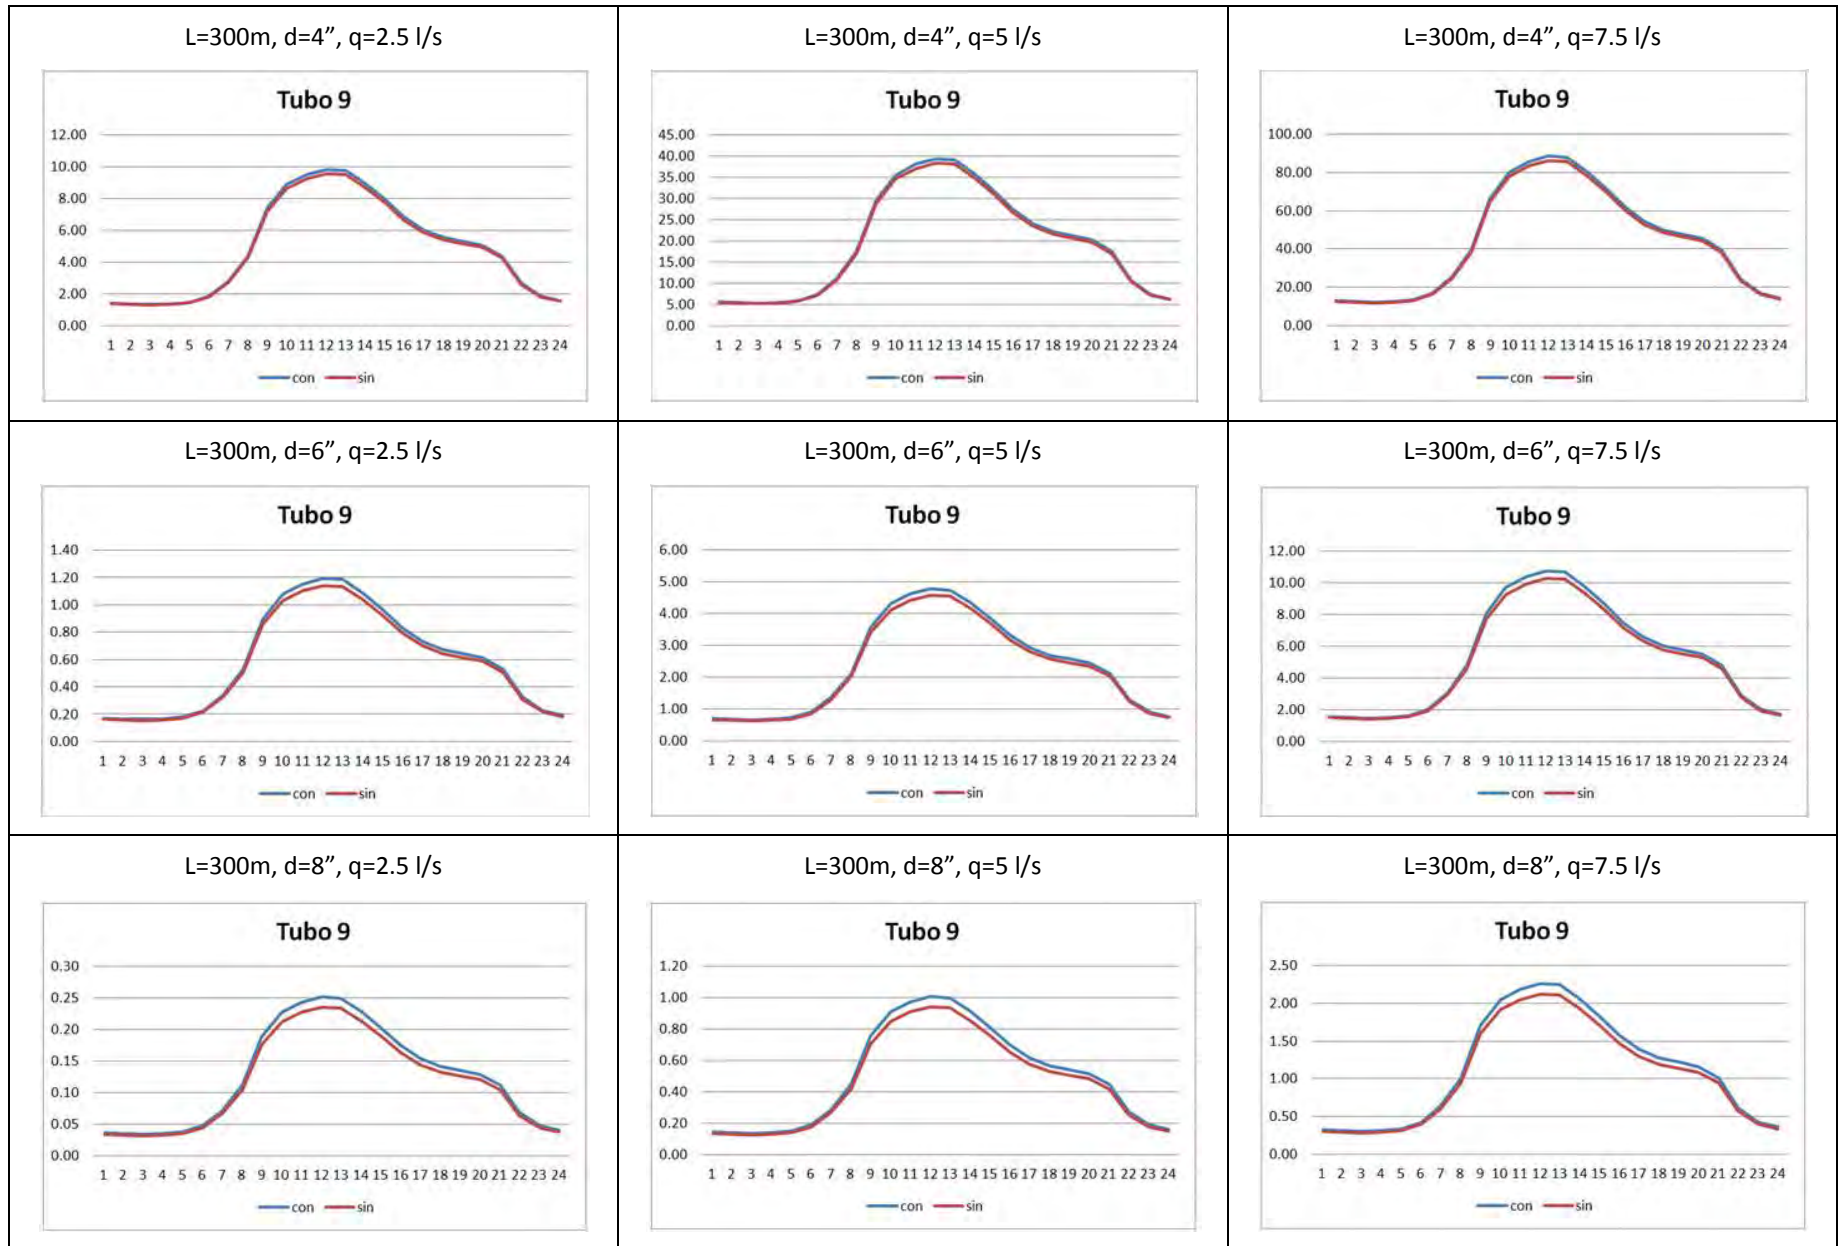 L=300m, d=4”, q=2.5 l/s
Tubo 9
12.00
10.00
8.00
6.00
4.00
2.00
0.00
1 2 3 4 5 6 7 8 9 10 11 12 13 14 15 16 17 18 19 20 21 22 23 24
con sin
L=300m, d=4”, q=5 l/s
Tubo 9
45.00
40.00
35.00
30.00
25.00
20.00
15.00
10.00
5.00
0.00
1 2 3 4 5 6 7 8 9 10 11 12 13 14 15 16 17 18 19 20 21 22 23 24
con sin
L=300m, d=4”, q=7.5 l/s
Tubo 9
100.00
80.00
60.00
40.00
20.00
0.00
1 2 3 4 5 6 7 8 9 10 11 12 13 14 15 16 17 18 19 20 21 22 23 24
con sin
L=300m, d=6”, q=2.5 l/s
Tubo 9
1.40
1.20
1.00
0.80
0.60
0.40
0.20
0.00
1 2 3 4 5 6 7 8 9 10 11 12 13 14 15 16 17 18 19 20 21 22 23 24
con sin
L=300m, d=6”, q=5 l/s
Tubo 9
6.00
5.00
4.00
3.00
2.00
1.00
0.00
1 2 3 4 5 6 7 8 9 10 11 12 13 14 15 16 17 18 19 20 21 22 23 24
con sin
L=300m, d=6”, q=7.5 l/s
Tubo 9
12.00
10.00
8.00
6.00
4.00
2.00
0.00
1 2 3 4 5 6 7 8 9 10 11 12 13 14 15 16 17 18 19 20 21 22 23 24
con sin
L=300m, d=8”, q=2.5 l/s
Tubo 9
0.30
0.25
0.20
0.15
0.10
0.05
0.00
1 2 3 4 5 6 7 8 9 10 11 12 13 14 15 16 17 18 19 20 21 22 23 24
con sin
L=300m, d=8”, q=5 l/s
Tubo 9
1.20
1.00
0.80
0.60
0.40
0.20
0.00
1 2 3 4 5 6 7 8 9 10 11 12 13 14 15 16 17 18 19 20 21 22 23 24
con sin
L=300m, d=8”, q=7.5 l/s
Tubo 9
2.50
2.00
1.50
1.00
0.50
0.00
1 2 3 4 5 6 7 8 9 10 11 12 13 14 15 16 17 18 19 20 21 22 23 24
con sin